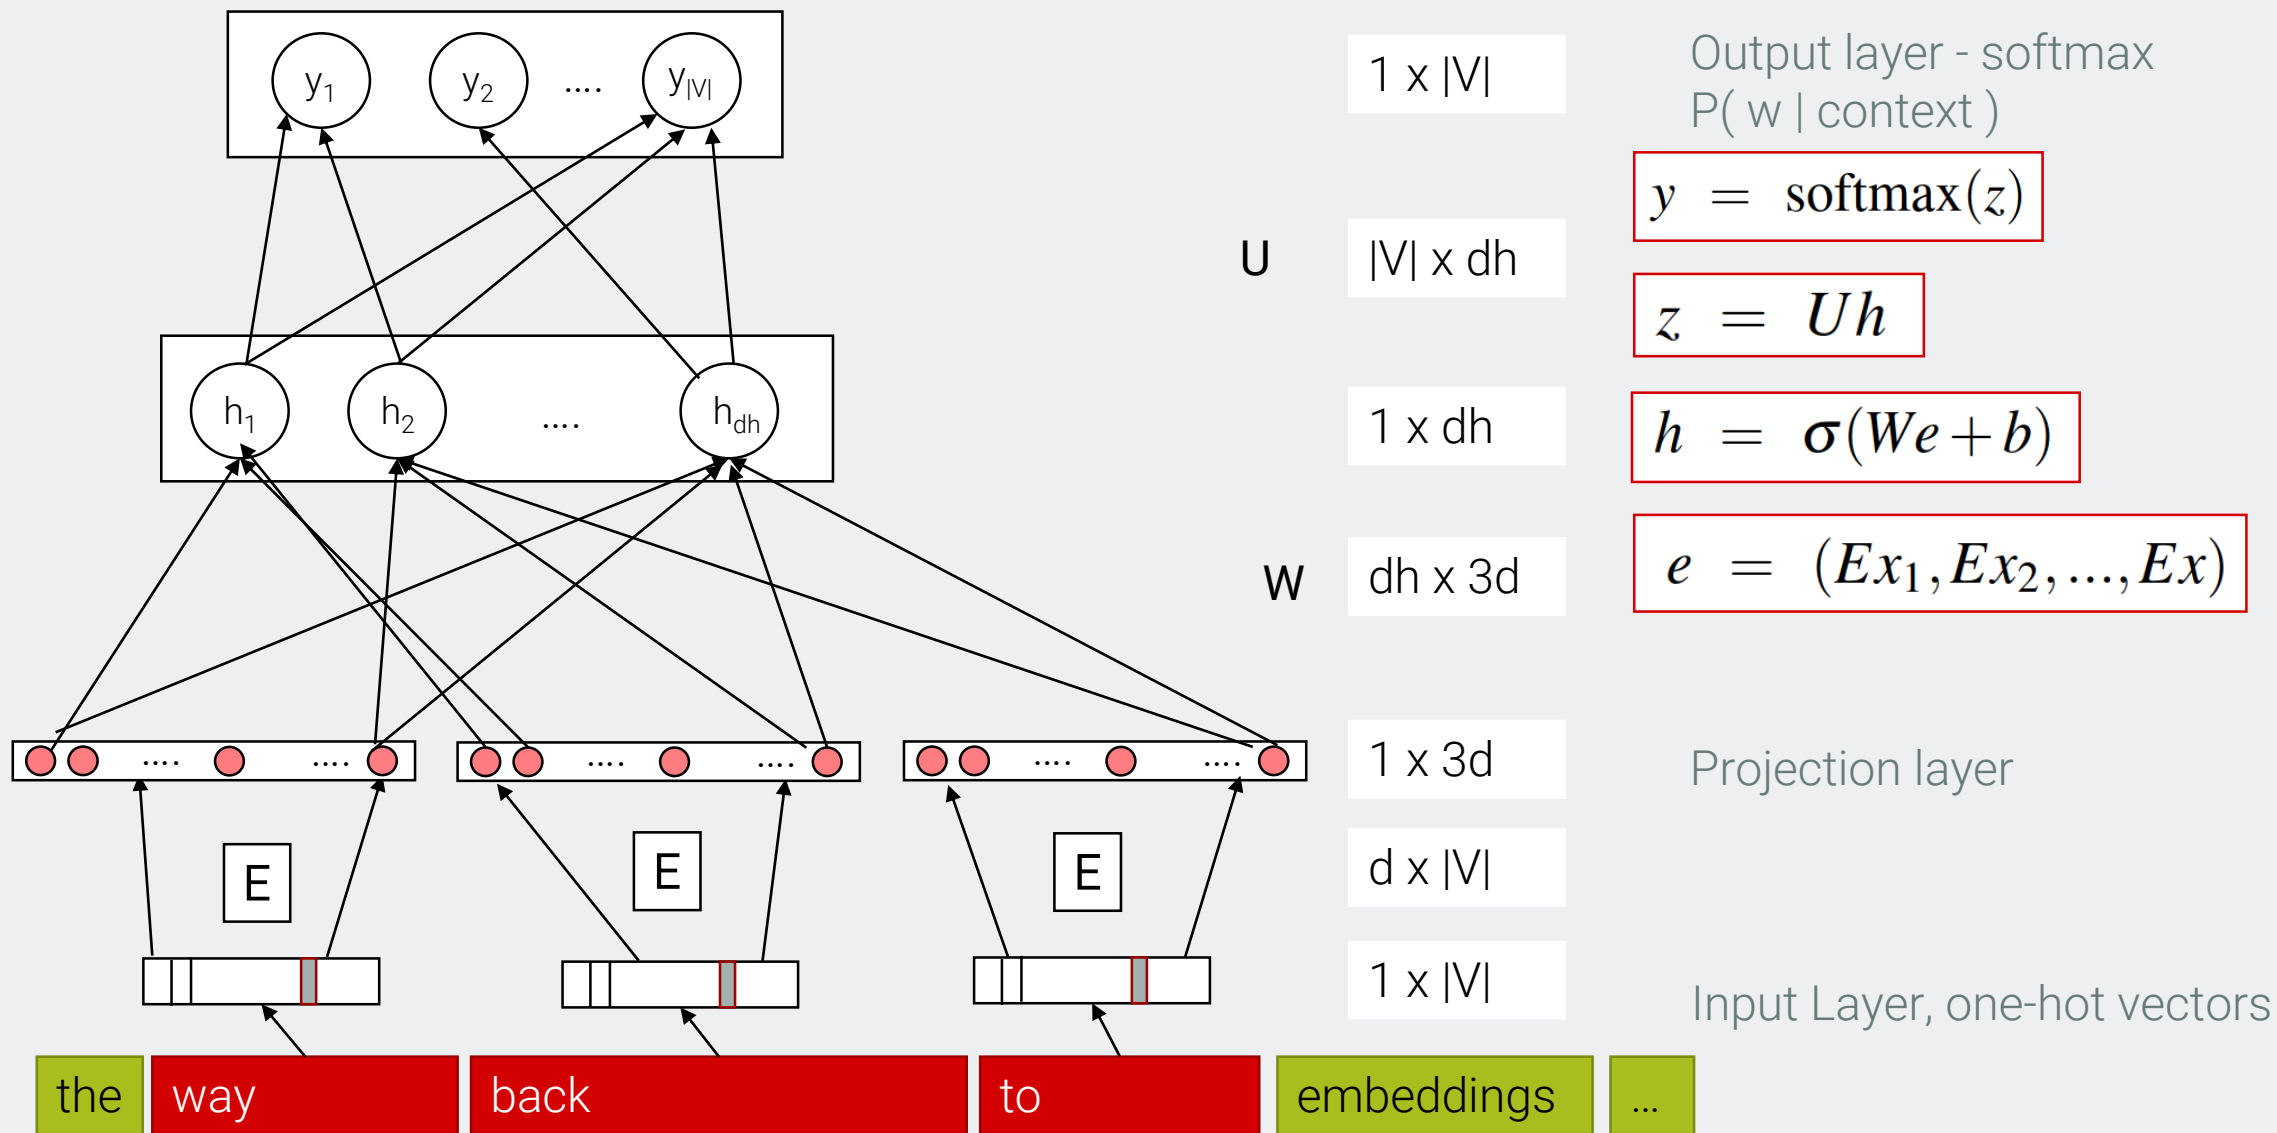 y1 y2 .... y|V|
1 x |V|
Output layer - softmax
P( w | context )
y = softmax(z)
U |V| x dh
z = Uh
h1 h2 .... hdh
1 x dh
h = σ(We + b)
W dh x 3d
e = (Ex1, Ex2, ..., Ex)
.... .... .... .... .... ....
1 x 3d
Projection layer
E E E
d x |V|
1 x |V|
Input Layer, one-hot vectors
the way back to embeddings ...